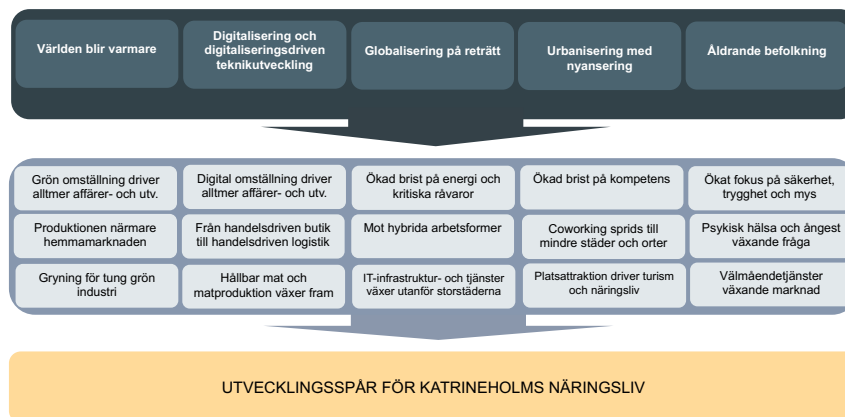 Världen blir varmare
Digitalisering och
digitaliseringsdriven
teknikutveckling
Globalisering på reträtt
Urbanisering med
nyansering
Åldrande befolkning
Grön omställning driver
alltmer affärer- och utv.
Digital omställning driver
alltmer affärer- och utv.
Ökad brist på energi och
kritiska råvaror
Ökad brist på kompetens
Ökat fokus på säkerhet,
trygghet och mys
Produktionen närmare
hemmamarknaden
Från handelsdriven butik
till handelsdriven logistik
Mot hybrida arbetsformer
Coworking sprids till
mindre städer och orter
Psykisk hälsa och ångest
växande fråga
Gryning för tung grön
industri
Hållbar mat och
matproduktion växer fram
IT-infrastruktur- och tjänster
växer utanför storstäderna
Platsattraktion driver turism
och näringsliv
Välmåendetjänster
växande marknad
UTVECKLINGSSPÅR FÖR KATRINEHOLMS NÄRINGSLIV